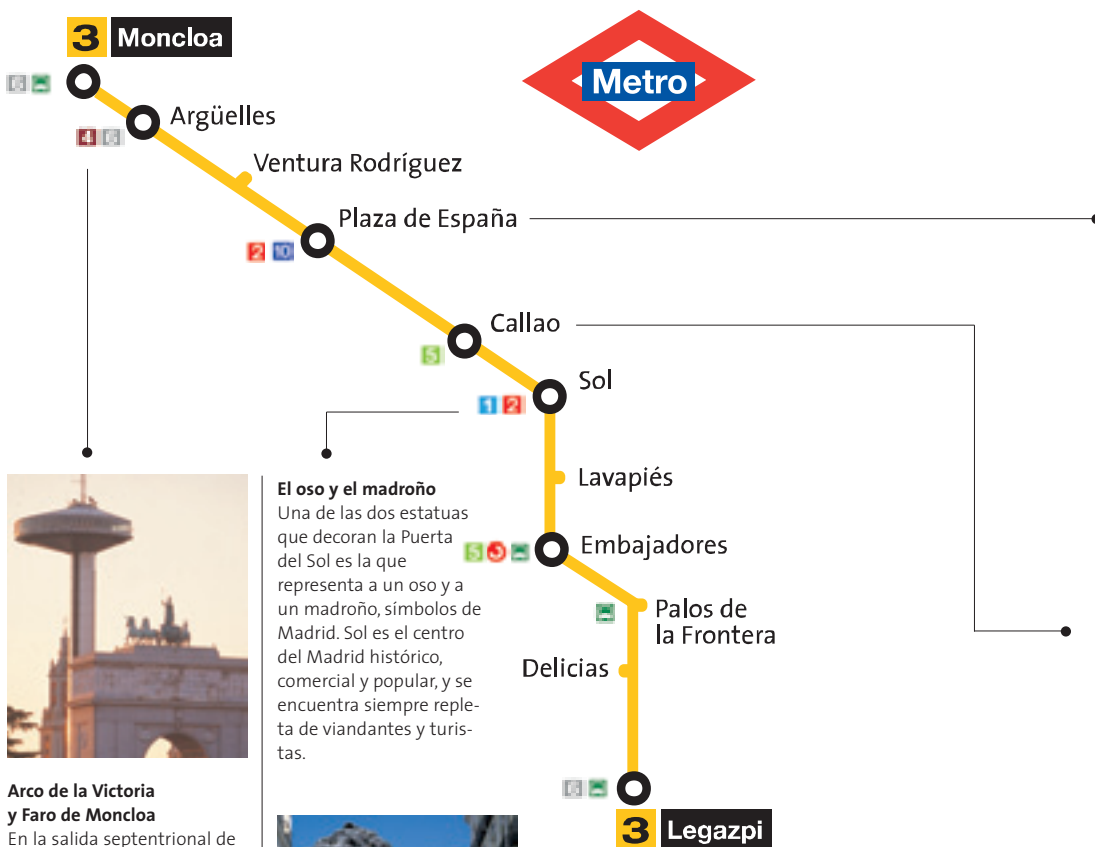 3 Moncloa
Metro
Argüelles
4
Ventura Rodríguez
Plaza de España
2 10
Callao
5
Sol
1 2
Lavapiés
Embajadores
5
Palos de
la Frontera
Delicias
3 Legazpi
El oso y el madroño
Una de las dos estatuas
que decoran la Puerta
del Sol es la que
representa a un oso y a
un madroño, símbolos de
Madrid. Sol es el centro
del Madrid histórico,
comercial y popular, y se
encuentra siempre reple-
ta de viandantes y turis-
tas.
Arco de la Victoria
y Faro de Moncloa
En la salida septentrional de